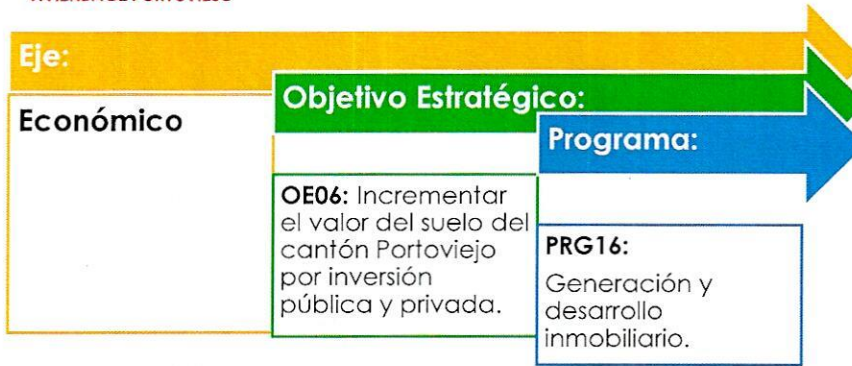 Eje:
Económico
Objetivo Estratégico:
OE06: Incrementar
el valor del suelo del
cantón Portoviejo
por inversión
pública y privada.
Programa:
PRG16:
Generación y
desarrollo
inmobiliario.